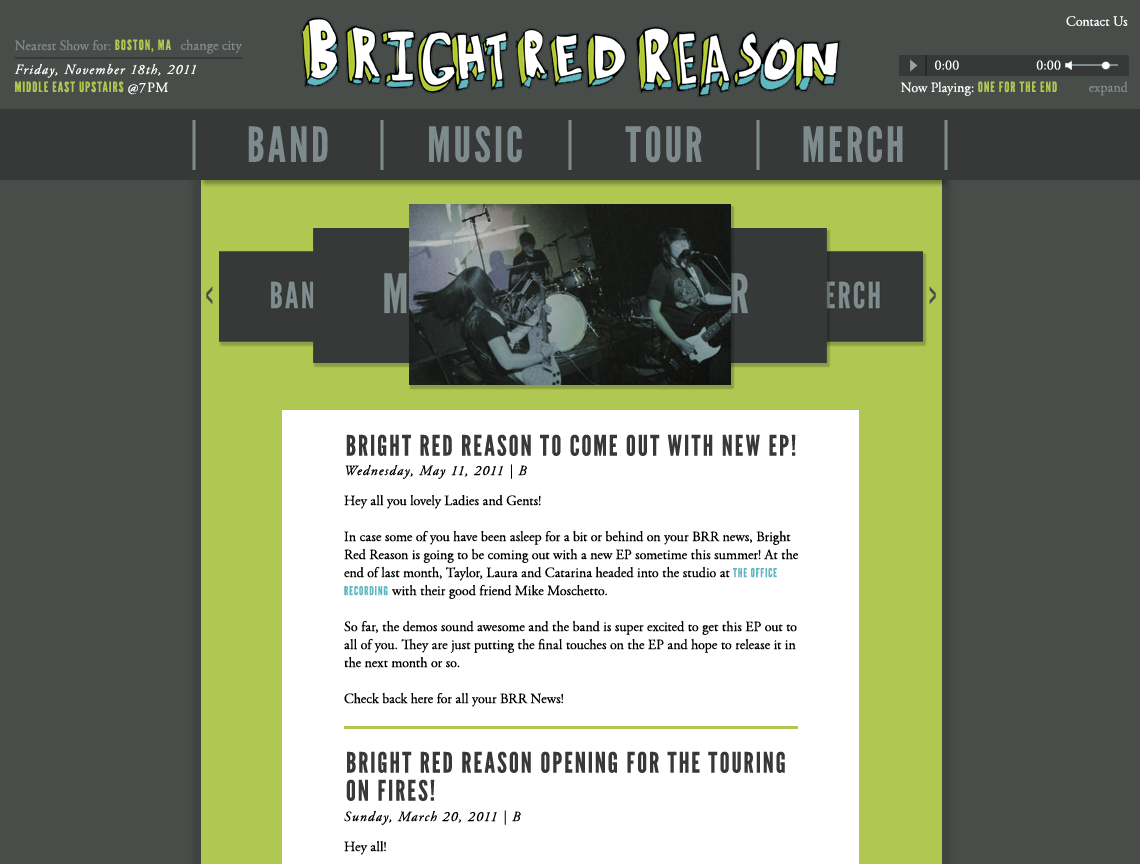 Contact Us
Nearest Show for: BOSTON, MA change city
Friday, November 18th, 2011
MIDDLE EAST UPSTAIRS @7PM
BRIGHT RED REASON
0:00 0:00
Now Playing: ONE FOR THE END expand
BAND MUSIC TOUR MERCH
< BAN M R ERCH >
BRIGHT RED REASON TO COME OUT WITH NEW EP!
Wednesday, May 11, 2011 | B
Hey all you lovely Ladies and Gents!
In case some of you have been asleep for a bit or behind on your BRR news, Bright
Red Reason is going to be coming out with a new EP sometime this summer! At the
end of last month, Taylor, Laura and Catarina headed into the studio at THE OFFICE
RECORDING with their good friend Mike Moschetto.
So far, the demos sound awesome and the band is super excited to get this EP out to
all of you. They are just putting the final touches on the EP and hope to release it in
the next month or so.
Check back here for all your BRR News!
BRIGHT RED REASON OPENING FOR THE TOURING
ON FIRES!
Sunday, March 20, 2011 | B
Hey all!